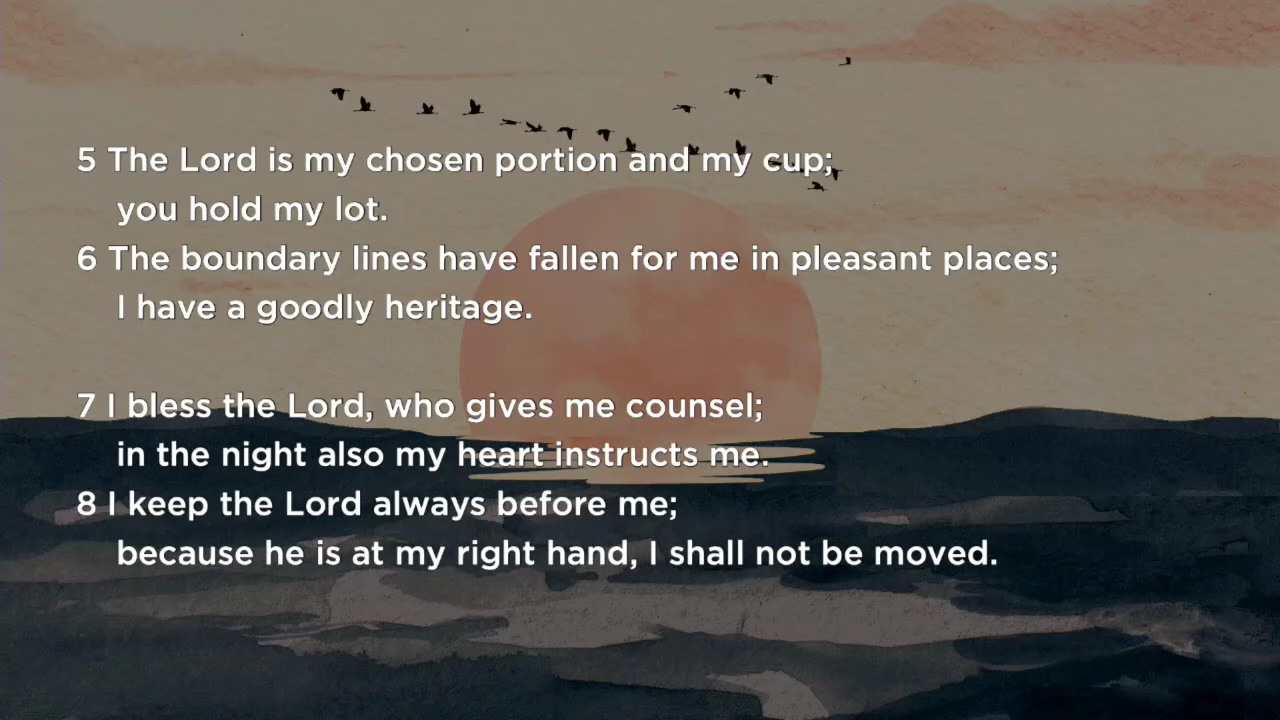 5 The Lord is my chosen portion and my cup;
you hold my lot.
6 The boundary lines have fallen for me in pleasant places;
I have a goodly heritage.
7 I bless the Lord, who gives me counsel;
in the night also my heart instructs me.
8 I keep the Lord always before me;
because he is at my right hand, I shall not be moved.